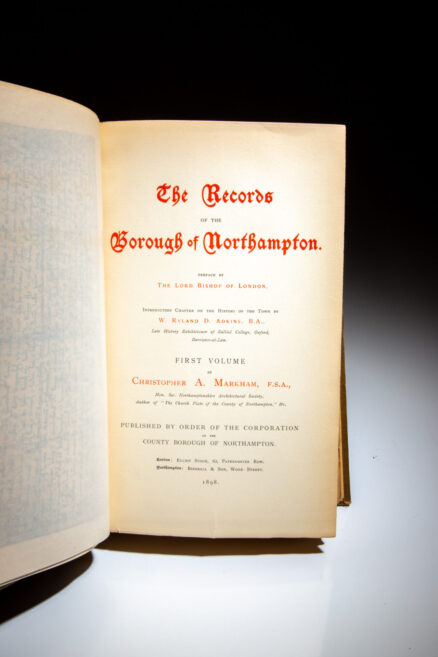 The Records
OF THE
Borough of Northampton.
PREFACE BY
THE LORD BISHOP OF LONDON,
INTRODUCTORY CHAPTER ON THE HISTORY OF THE TOWN BY
W. RYLAND D. ADKINS, B.A.,
Late History Exhibitioner of Balliol College, Oxford,
Barrister-at-Law.
FIRST VOLUME
BY
CHRISTOPHER A. MARKHAM, F.S.A.,
Hon. Sec. Northamptonshire Architectural Society,
Author of "The Church Plate of the County of Northampton," &c.
PUBLISHED BY ORDER OF THE CORPORATION
OF THE
COUNTY BOROUGH OF NORTHAMPTON.
London: ELLIOT STOCK, 62, PATERNOSTER ROW.
Northampton: BIRDSALL & SON, WOOD STREET.
1898.